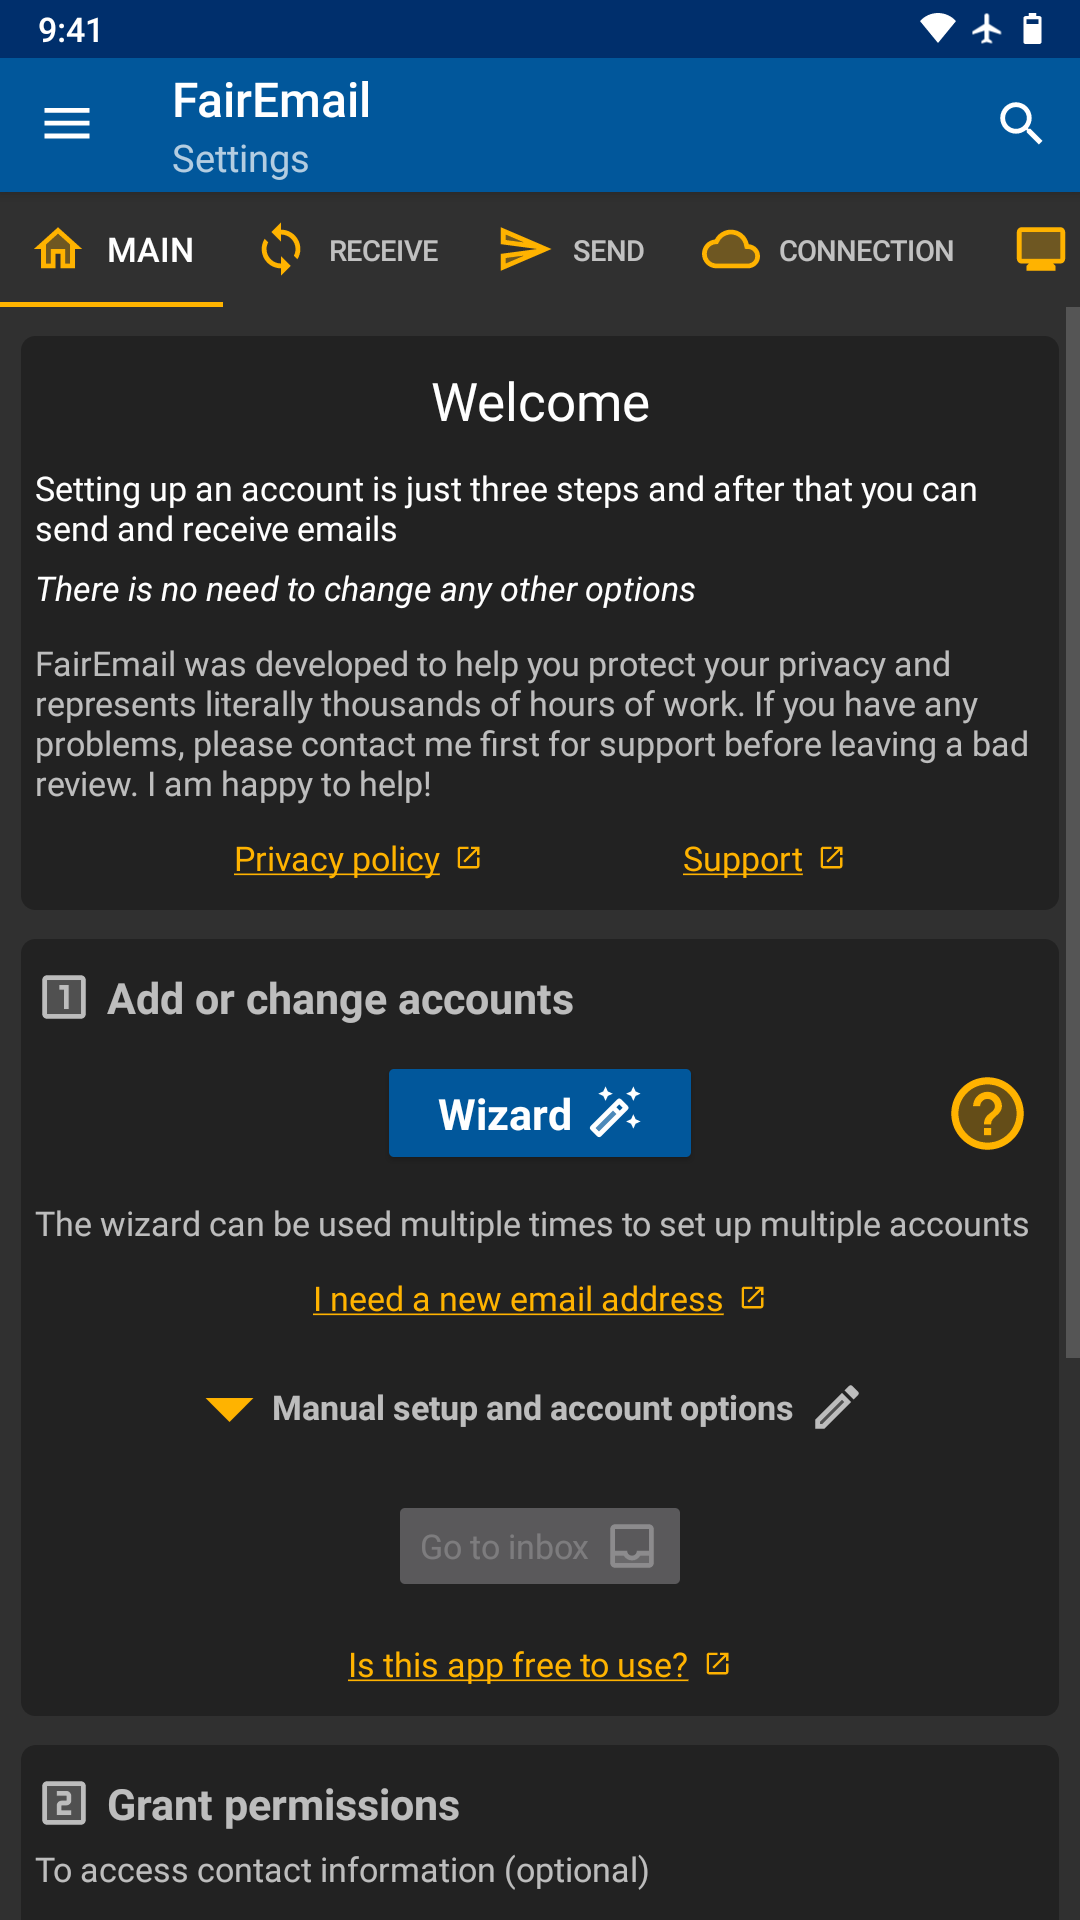 9:41
FairEmail
Settings
MAIN
RECEIVE
SEND
CONNECTION
Welcome
Setting up an account is just three steps and after that you can
send and receive emails
There is no need to change any other options
FairEmail was developed to help you protect your privacy and
represents literally thousands of hours of work. If you have any
problems, please contact me first for support before leaving a bad
review. I am happy to help!
Privacy policy
Support
1 Add or change accounts
Wizard
?
The wizard can be used multiple times to set up multiple accounts
I need a new email address
Manual setup and account options
Go to inbox
Is this app free to use?
2 Grant permissions
To access contact information (optional)